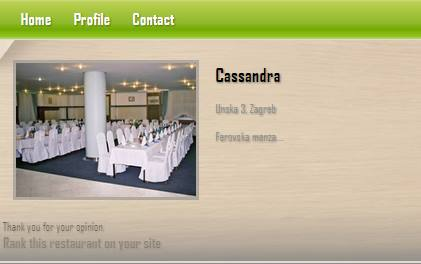 Home Profile Contact
Cassandra
Unska 3, Zagreb
Ferovska menza...
Thank you for your opinion.
Rank this restaurant on your site